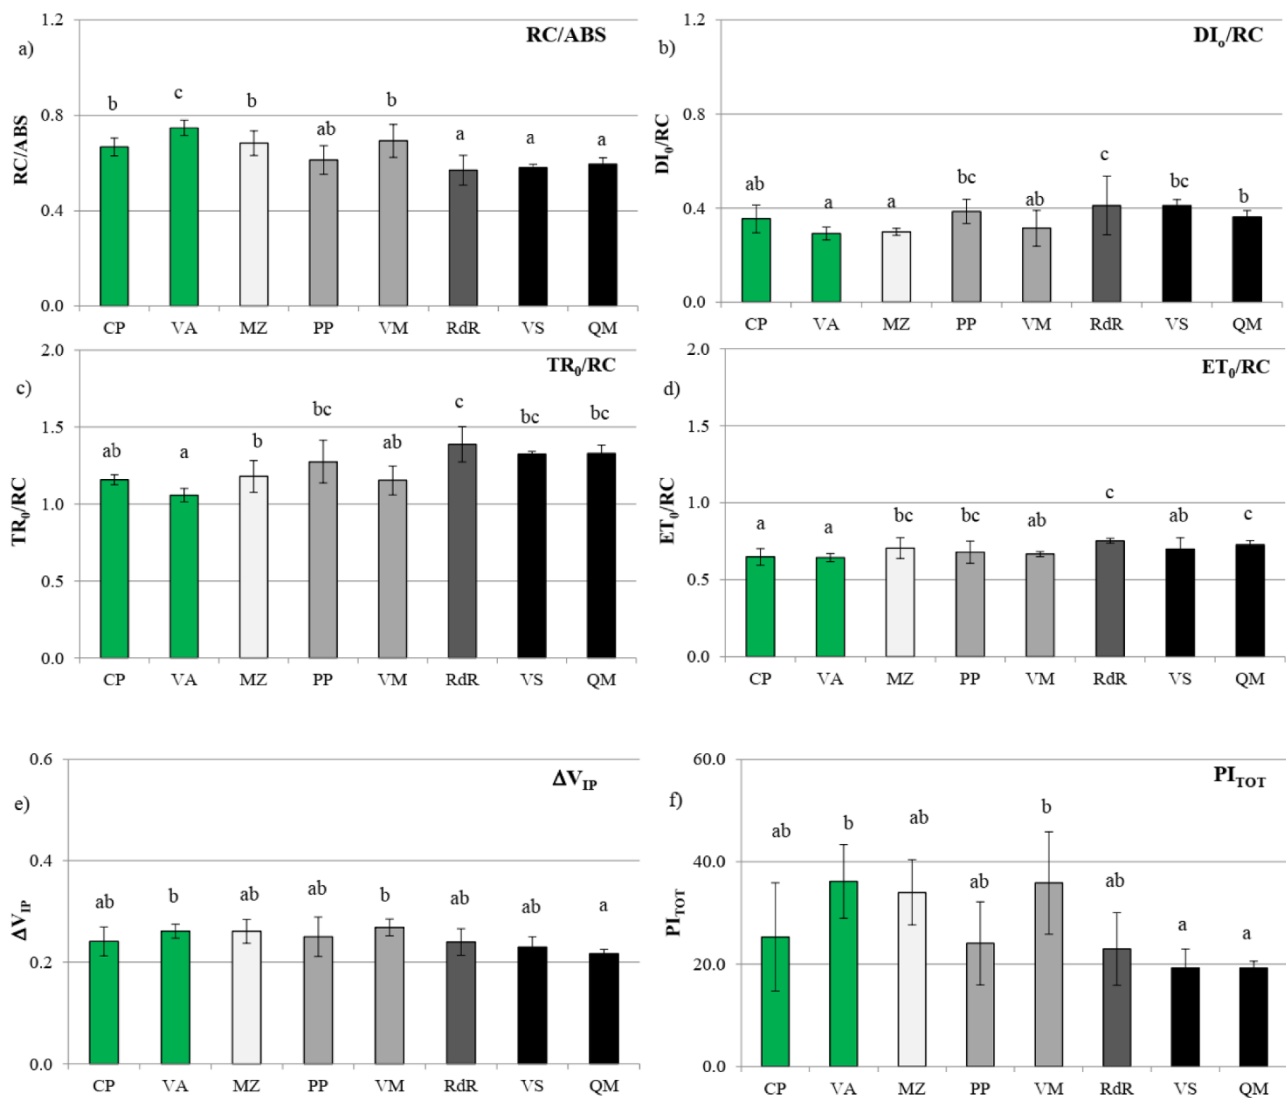 a)
RC/ABS
RC/ABS
1.2
0.8
0.4
0.0
b c b ab b a a a
CP VA MZ PP VM RdR VS QM
b)
DIₒ/RC
DI₀/RC
1.2
0.8
0.4
0.0
ab a a bc ab c bc b
CP VA MZ PP VM RdR VS QM
c)
TR₀/RC
TR₀/RC
2.0
1.5
1.0
0.5
0.0
ab a b bc ab c bc bc
CP VA MZ PP VM RdR VS QM
d)
ET₀/RC
ET₀/RC
2.0
1.5
1.0
0.5
0.0
a a bc bc ab c ab c
CP VA MZ PP VM RdR VS QM
e)
ΔV_IP
ΔV_IP
0.6
0.4
0.2
0.0
ab b ab ab b ab ab a
CP VA MZ PP VM RdR VS QM
f)
PI_TOT
PI_TOT
60.0
40.0
20.0
0.0
ab b ab ab b ab a a
CP VA MZ PP VM RdR VS QM